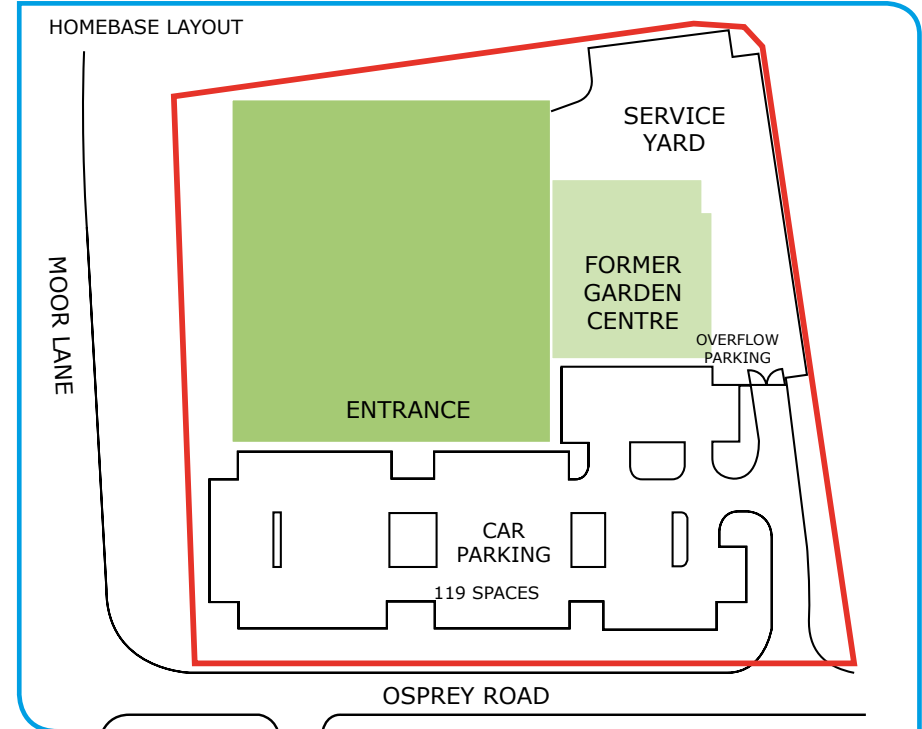 HOMEBASE LAYOUT
SERVICE
YARD
MOOR LANE
FORMER
GARDEN
CENTRE
OVERFLOW
PARKING
ENTRANCE
CAR
PARKING
119 SPACES
OSPREY ROAD